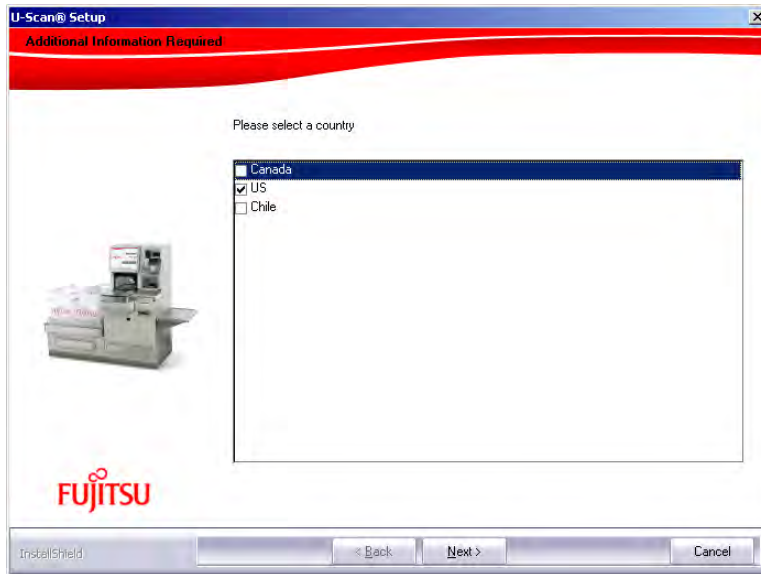 U-Scan® Setup
Additional Information Required
Please select a country
Canada
US
Chile
FUJITSU
InstallShield
< Back
Next >
Cancel